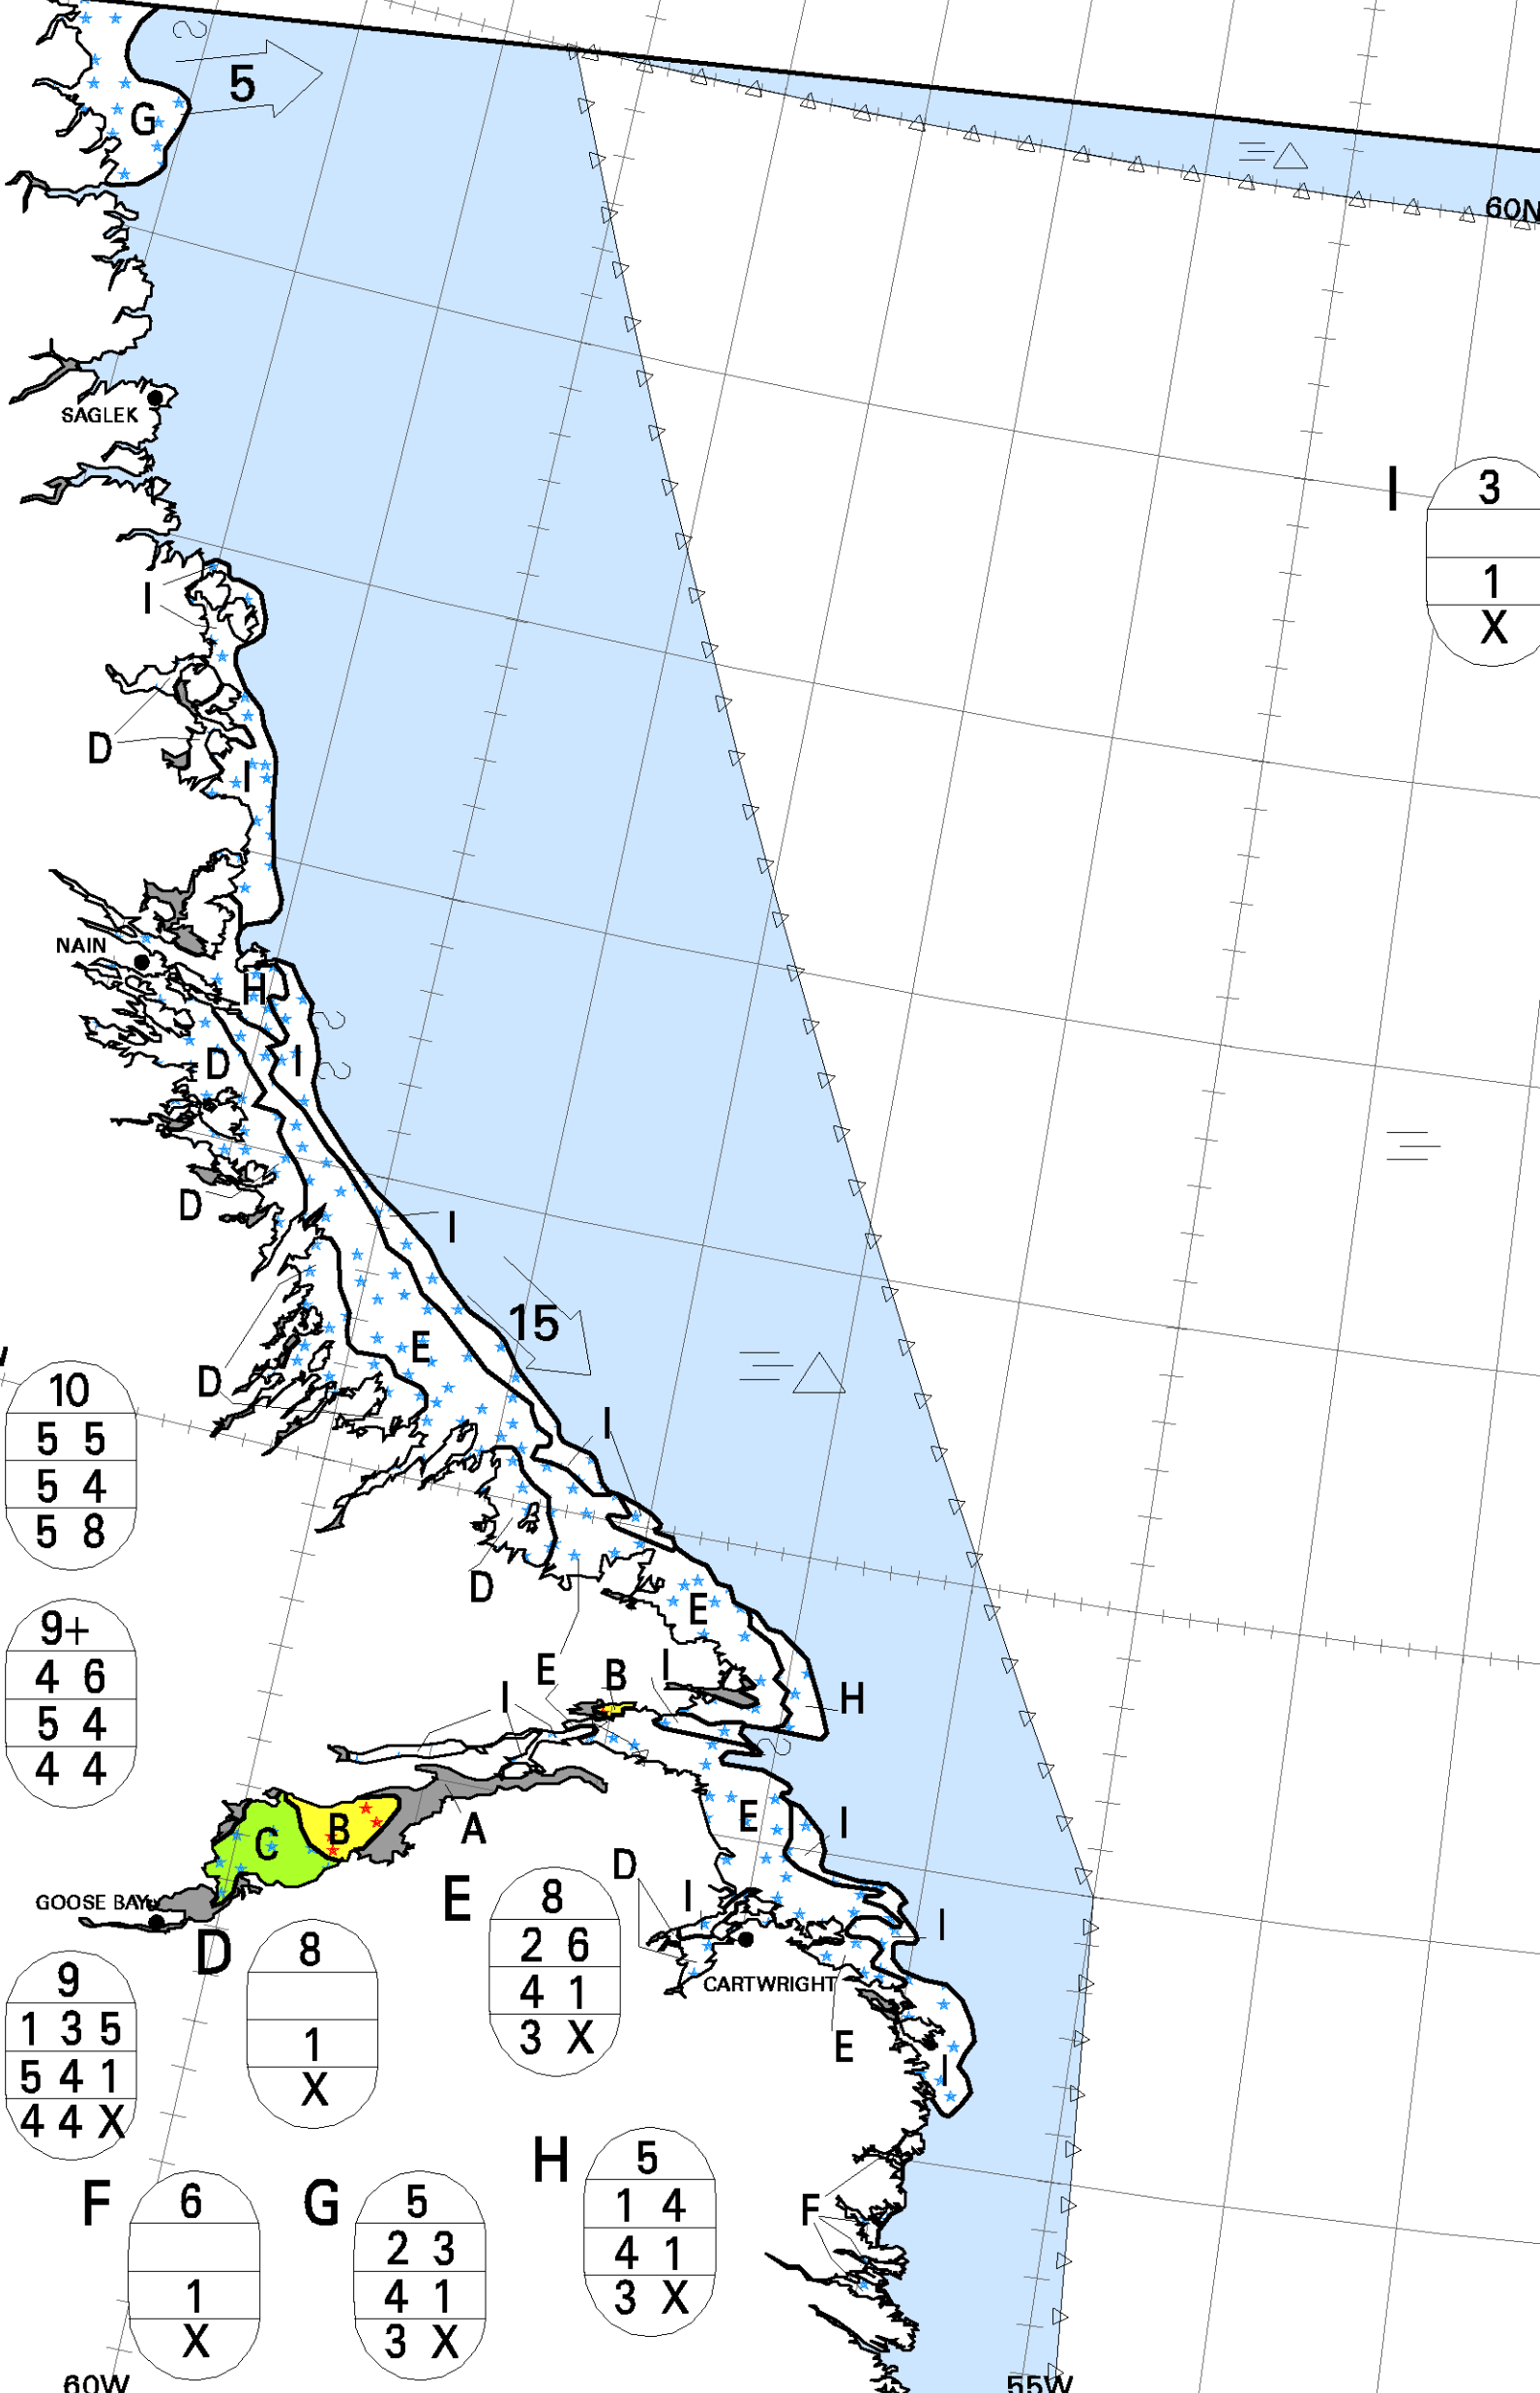 5
G
60N
SAGLEK
I
3
1
X
I
D
I
NAIN
H
D
I
D
I
15
E
D
I
10
5 5
5 4
5 8
D
E
9+
4 6
5 4
4 4
E
B
I
I
H
C
B
A
E
I
GOOSE BAY
D
8
1
X
E
8
2 6
4 1
3 X
D
I
I
CARTWRIGHT
E
I
9
1 3 5
5 4 1
4 4 X
F
6
1
X
G
5
2 3
4 1
3 X
H
5
1 4
4 1
3 X
F
60W
55W